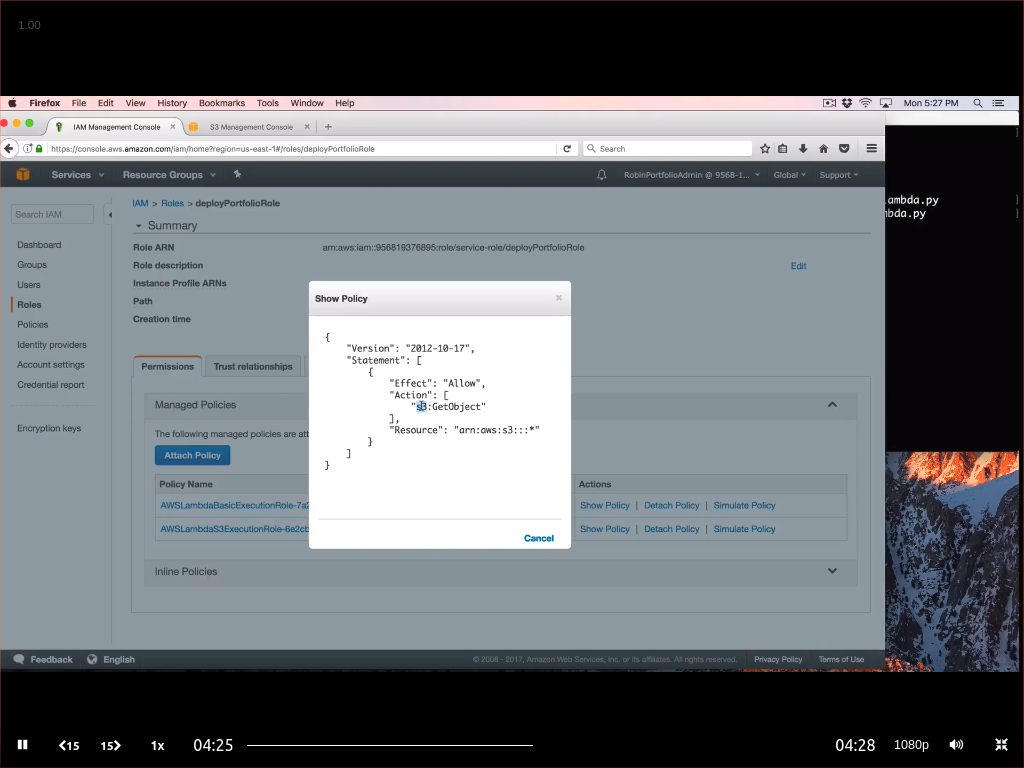 1.00
Firefox File Edit View History Bookmarks Tools Window Help Mon 5:27 PM
IAM Management Console × S3 Management Console × +
https://console.aws.amazon.com/iam/home?region=us-east-1#/roles/deployPortfolioRole Search
Services Resource Groups RobinPortfolioAdmin @ 9568-1... Global Support
ambda.py
mbda.py
Search IAM
Dashboard
Groups
Users
Roles
Policies
Identity providers
Account settings
Credential report
Encryption keys
IAM > Roles > deployPortfolioRole
Summary
Role ARN arn:aws:iam::956819376895:role/service-role/deployPortfolioRole
Role description Edit
Instance Profile ARNs
Path
Creation time
Permissions Trust relationships
Managed Policies
The following managed policies are att
Attach Policy
Policy Name Actions
AWSLambdaBasicExecutionRole-7a2 Show Policy | Detach Policy | Simulate Policy
AWSLambdaS3ExecutionRole-6e2cb Show Policy | Detach Policy | Simulate Policy
Inline Policies
Show Policy ×
{
"Version": "2012-10-17",
"Statement": [
{
"Effect": "Allow",
"Action": [
"s3:GetObject"
],
"Resource": "arn:aws:s3:::*"
}
]
}
Cancel
Feedback English © 2008 - 2017, Amazon Web Services, Inc. or its affiliates. All rights reserved. Privacy Policy Terms of Use
15 15 1x 04:25 04:28 1080p